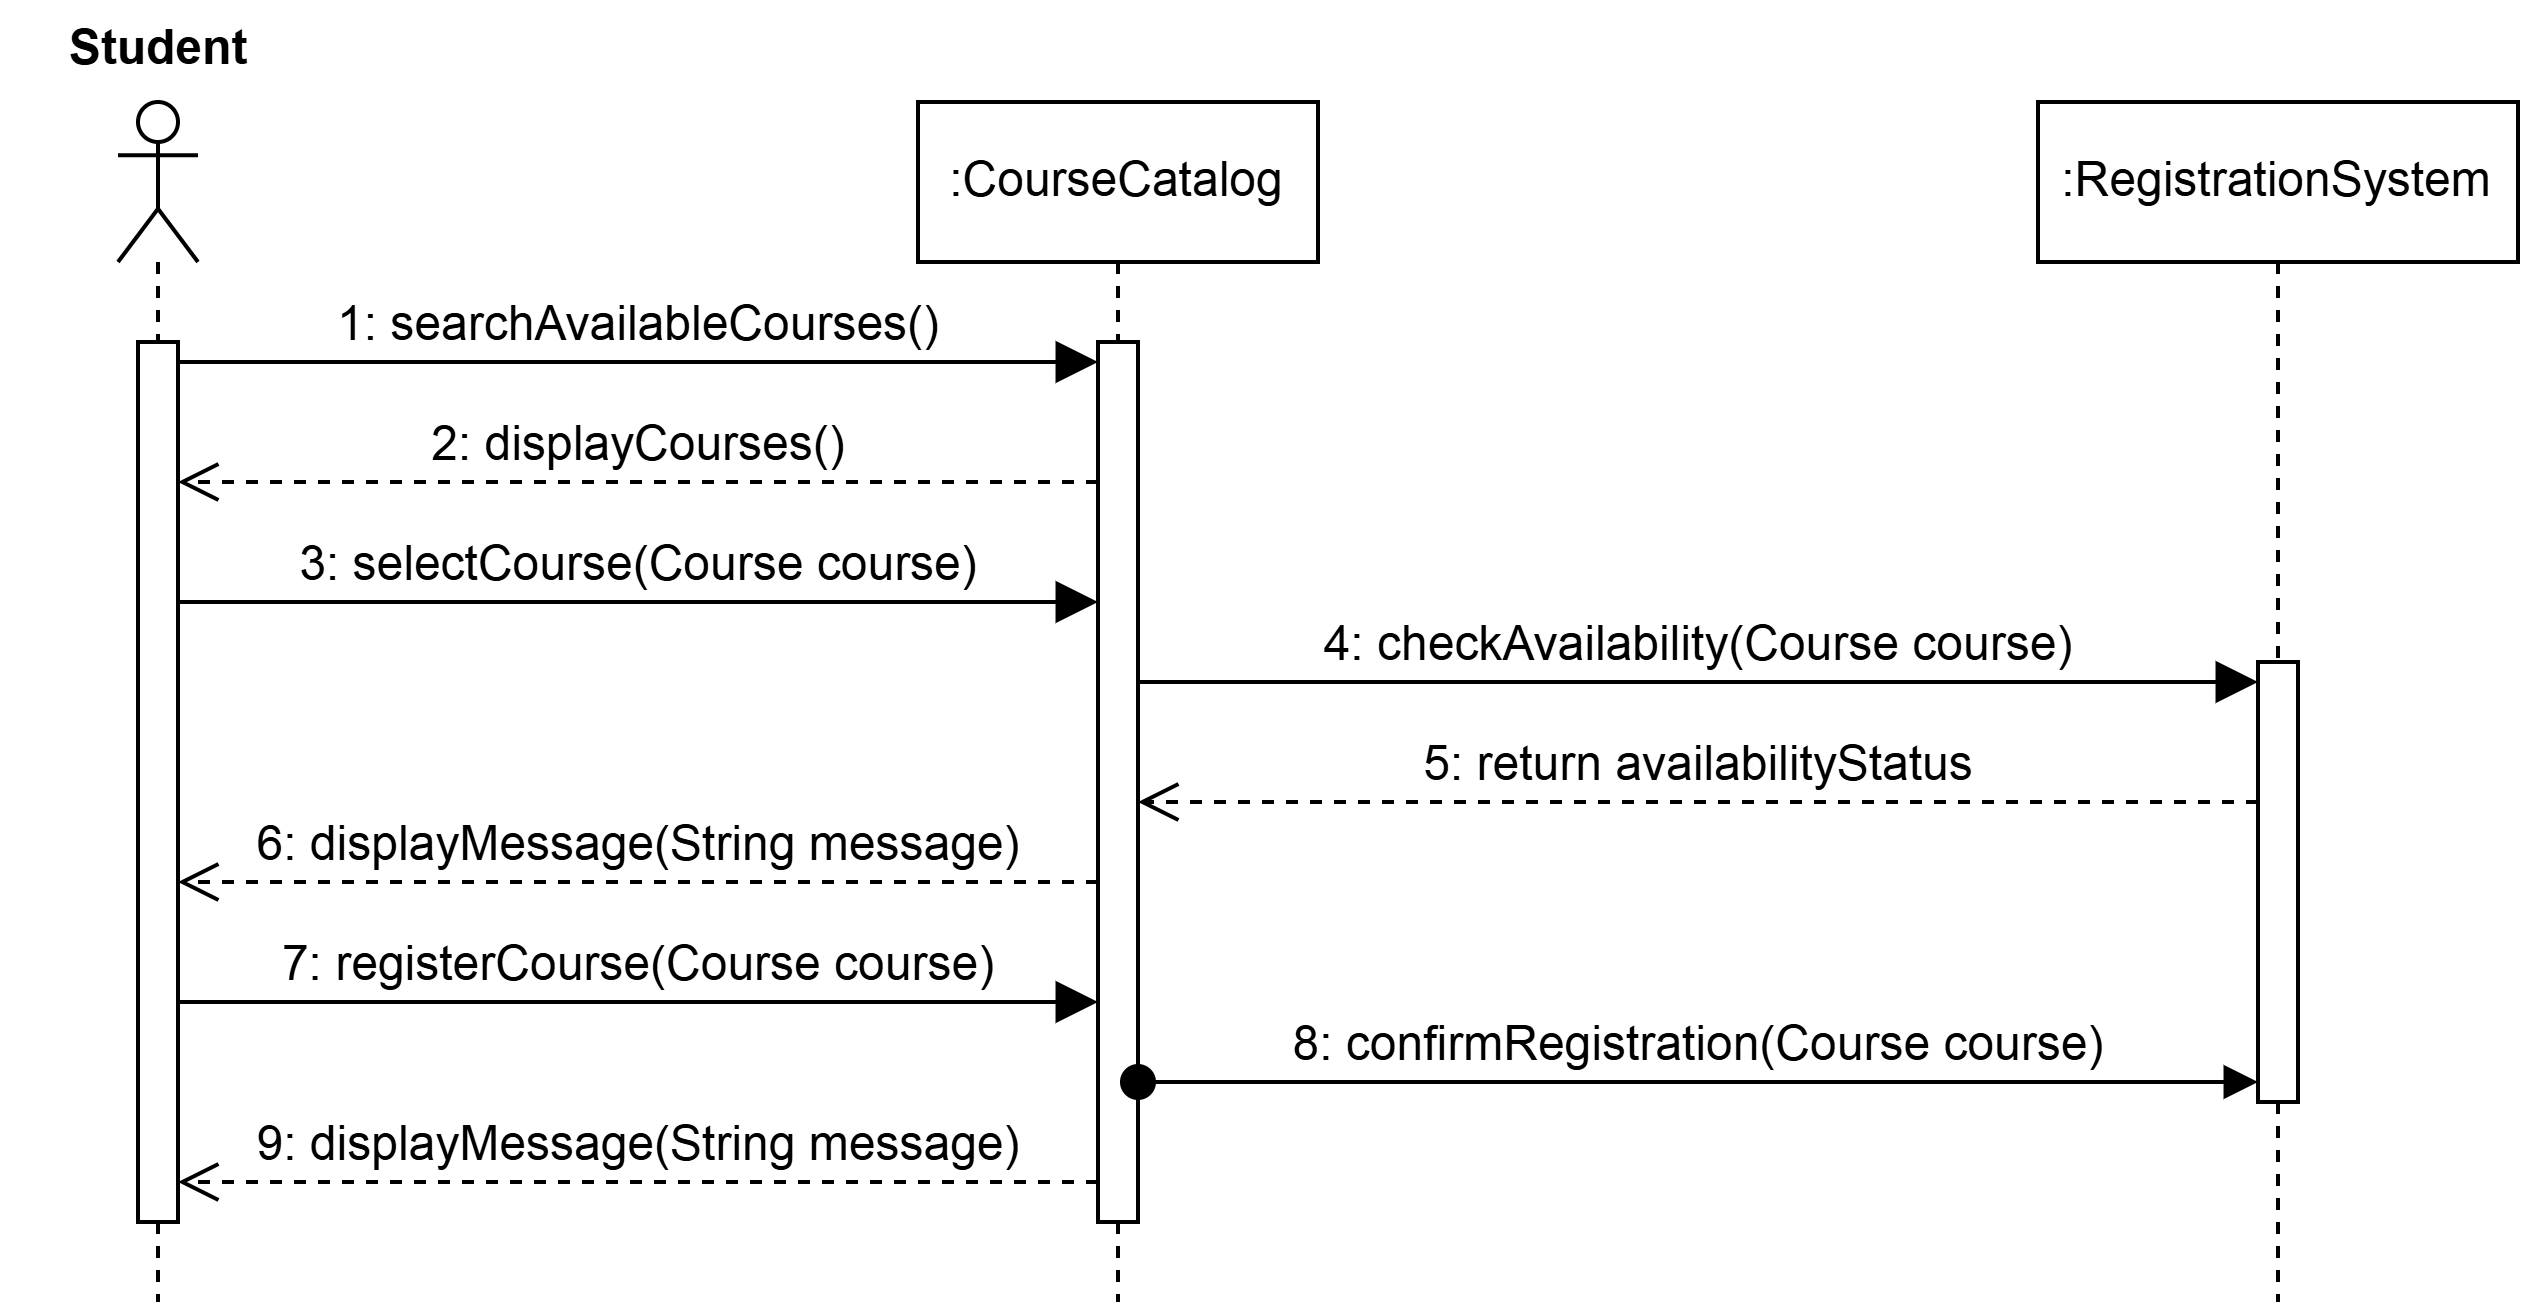 Student
:CourseCatalog
:RegistrationSystem
1: searchAvailableCourses()
2: displayCourses()
3: selectCourse(Course course)
4: checkAvailability(Course course)
5: return availabilityStatus
6: displayMessage(String message)
7: registerCourse(Course course)
8: confirmRegistration(Course course)
9: displayMessage(String message)